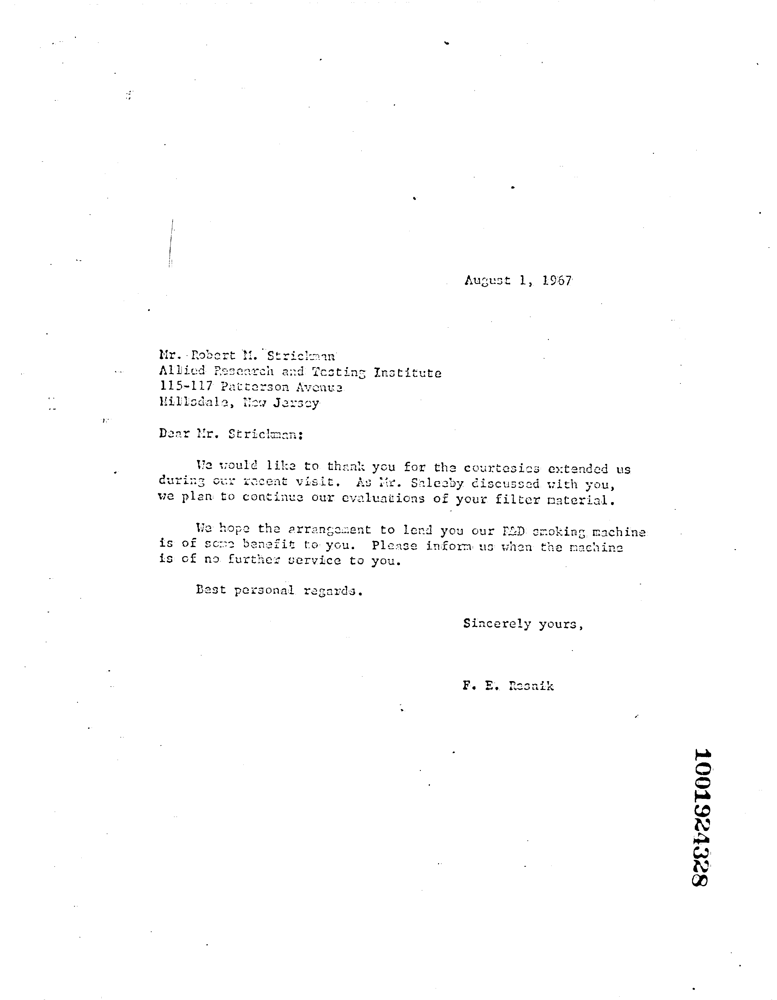 August 1, 1967
Mr. Robert M. Strickman
Allied Research and Testing Institute
115-117 Patterson Avenue
Hillsdale, New Jersey
Dear Mr. Strickman:
We would like to thank you for the courtesies extended us
during our recent visit. As Mr. Saleeby discussed with you,
we plan to continue our evaluations of your filter material.
We hope the arrangement to lend you our smoking machine
is of some benefit to you. Please inform us when the machine
is of no further service to you.
Best personal regards.
Sincerely yours,
F. E. Resnik
1001924328